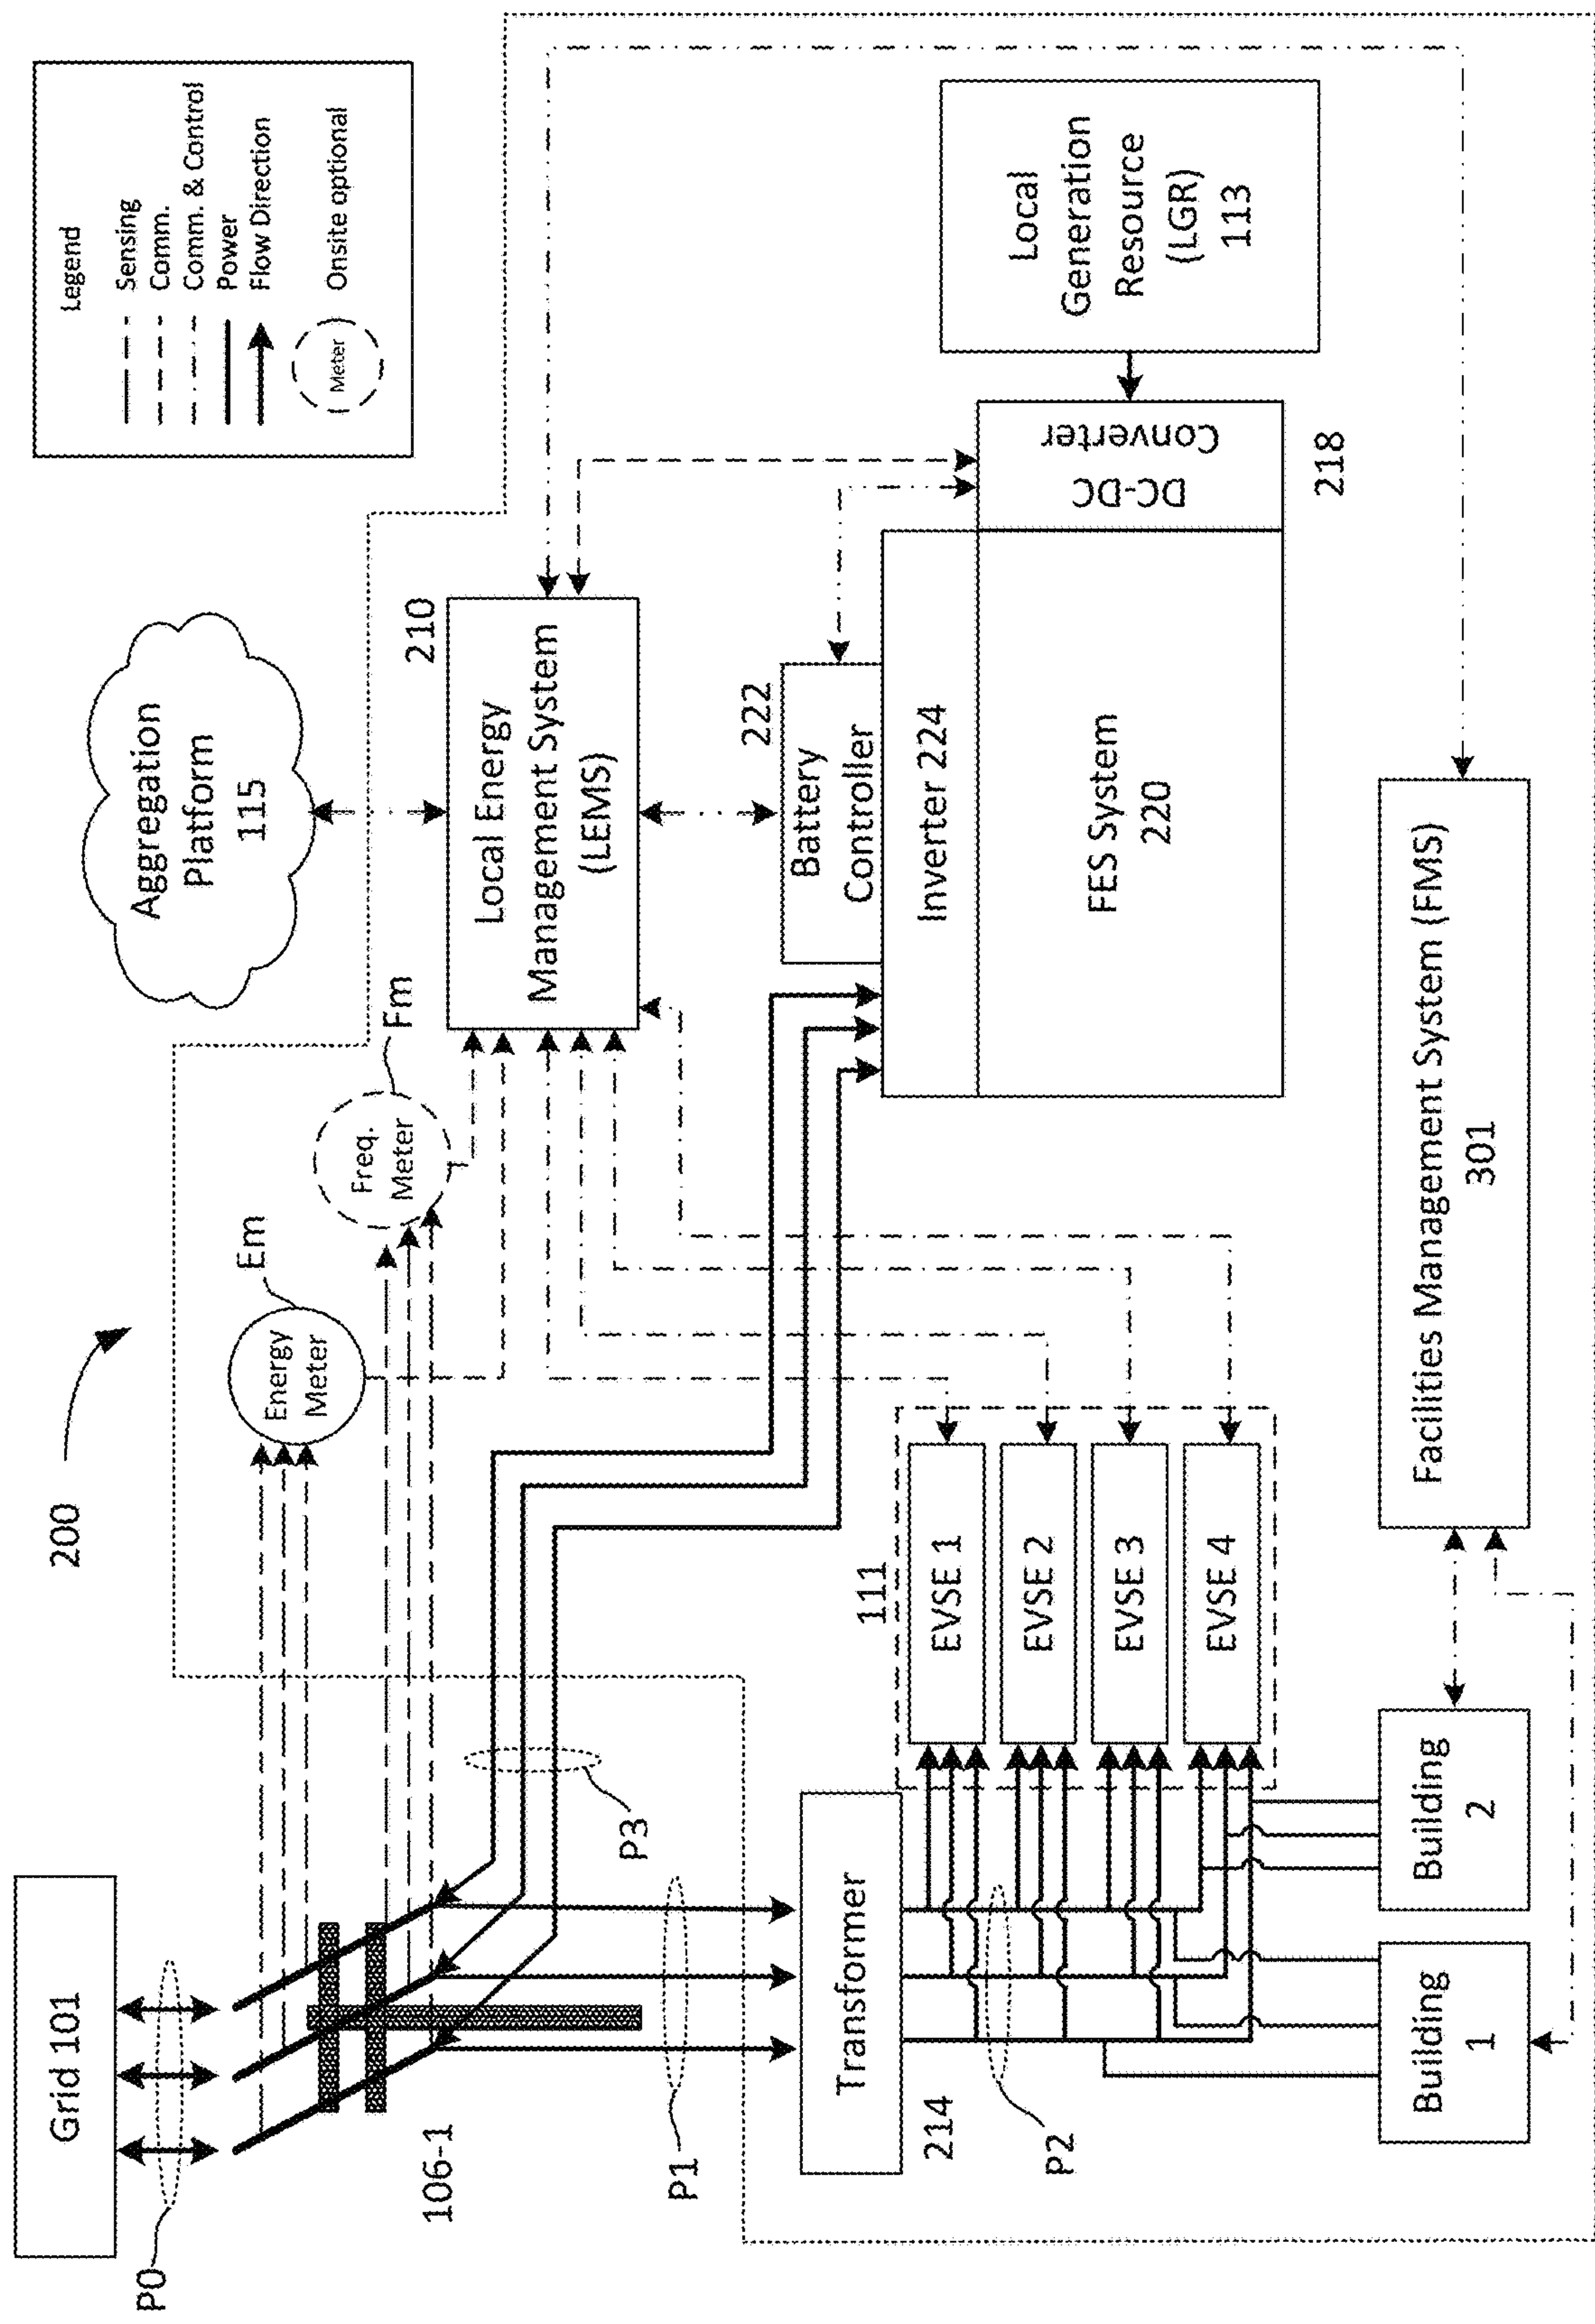 200
Legend
Sensing
Comm.
Comm. & Control
Power
Flow Direction
Meter
Onsite optional
Grid 101
P0
106-1
Energy
Meter
Em
Freq.
Meter
Fm
Aggregation
Platform
115
210
Local Energy
Management System
(LEMS)
P3
P1
Transformer
214
P2
111
EVSE 1
EVSE 2
EVSE 3
EVSE 4
222
Battery
Controller
Inverter 224
FES System
220
DC-DC
Converter
218
Local
Generation
Resource
(LGR)
113
Building
1
Building
2
Facilities Management System (FMS)
301